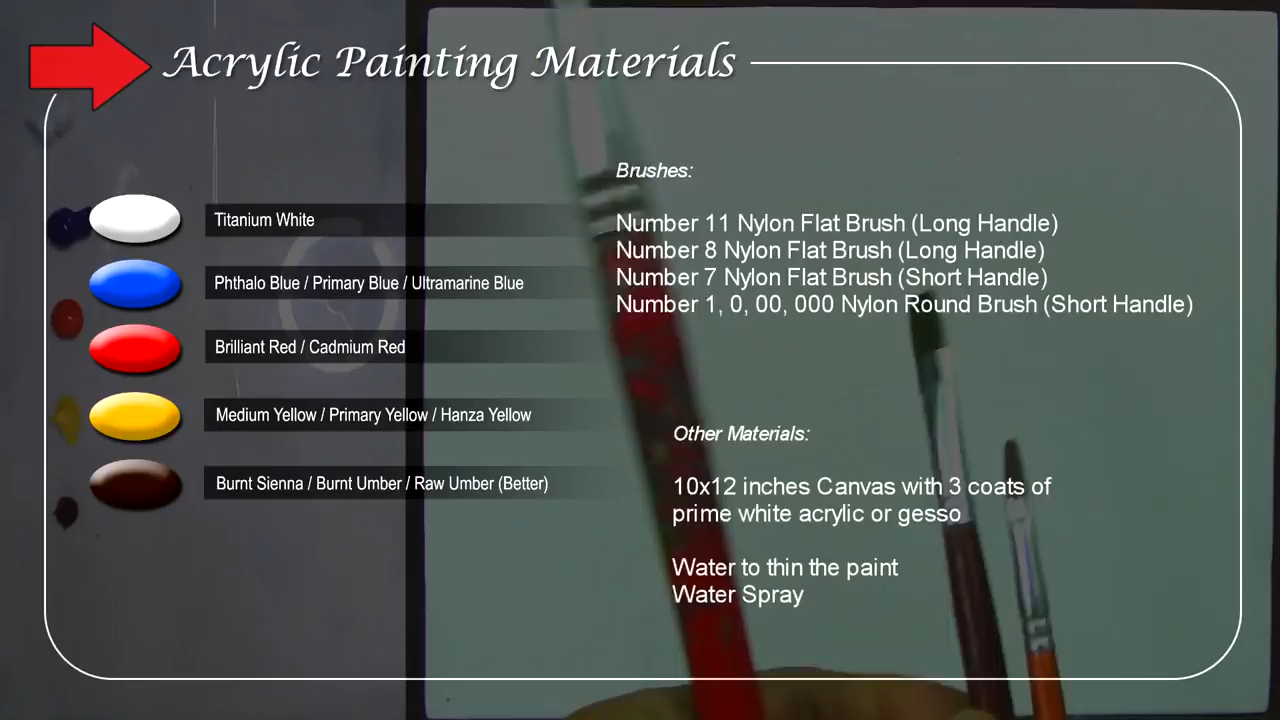 Acrylic Painting Materials
Titanium White
Phthalo Blue / Primary Blue / Ultramarine Blue
Brilliant Red / Cadmium Red
Medium Yellow / Primary Yellow / Hanza Yellow
Burnt Sienna / Burnt Umber / Raw Umber (Better)
Brushes:
Number 11 Nylon Flat Brush (Long Handle)
Number 8 Nylon Flat Brush (Long Handle)
Number 7 Nylon Flat Brush (Short Handle)
Number 1, 0, 00, 000 Nylon Round Brush (Short Handle)
Other Materials:
10x12 inches Canvas with 3 coats of
prime white acrylic or gesso
Water to thin the paint
Water Spray